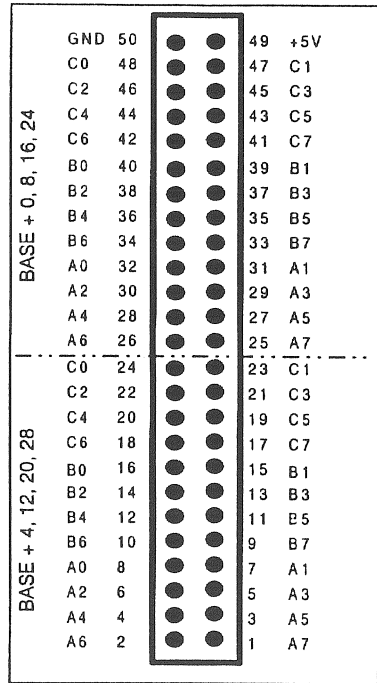 GND 50 49 +5V
C0 48 47 C1
C2 46 45 C3
C4 44 43 C5
C6 42 41 C7
B0 40 39 B1
B2 38 37 B3
B4 36 35 B5
B6 34 33 B7
A0 32 31 A1
A2 30 29 A3
A4 28 27 A5
A6 26 25 A7
BASE + 0, 8, 16, 24
C0 24 23 C1
C2 22 21 C3
C4 20 19 C5
C6 18 17 C7
B0 16 15 B1
B2 14 13 B3
B4 12 11 B5
B6 10 9 B7
A0 8 7 A1
A2 6 5 A3
A4 4 3 A5
A6 2 1 A7
BASE + 4, 12, 20, 28